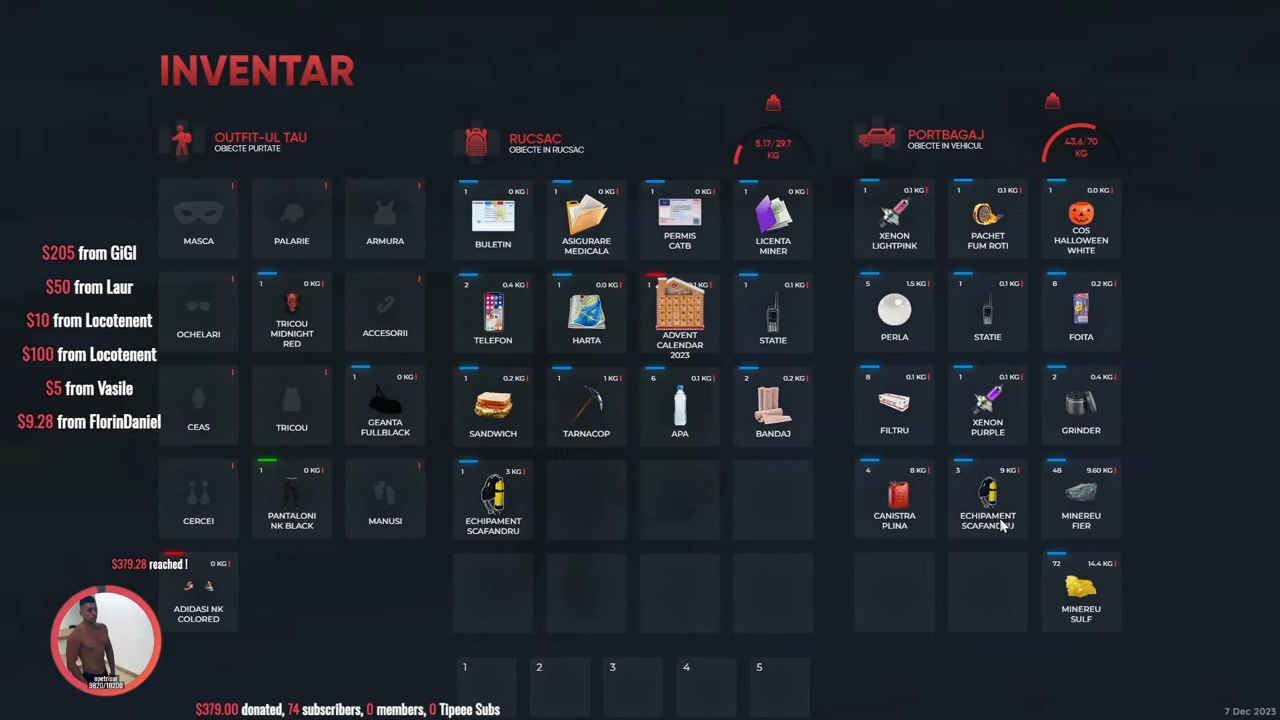 INVENTAR
OUTFIT-UL TAU
OBIECTE PURTATE
RUCSAC
OBIECTE IN RUCSAC
5.17/29.7
KG
PORTBAGAJ
OBIECTE IN VEHICUL
43.6/70
KG
MASCA
PALARIE
ARMURA
OCHELARI
1 0 KG
TRICOU
MIDNIGHT
RED
ACCESORII
CEAS
TRICOU
1 0 KG
GEANTA
FULLBLACK
CERCEI
1 0 KG
PANTALONI
NK BLACK
MANUSI
0 KG
ADIDASI NK
COLORED
1 0 KG
BULETIN
1 0 KG
ASIGURARE
MEDICALA
1 0 KG
PERMIS
CATB
1 0 KG
LICENTA
MINER
2 0.4 KG
TELEFON
1 0.0 KG
HARTA
1
ADVENT
CALENDAR
2023
1 0.1 KG
STATIE
1 0.2 KG
SANDWICH
1 1 KG
TARNACOP
6 0.1 KG
APA
2 0.2 KG
BANDAJ
1 3 KG
ECHIPAMENT
SCAFANDRU
1 0.1 KG
XENON
LIGHTPINK
1 0.1 KG
PACHET
FUM ROTI
1 0.0 KG
COS
HALLOWEEN
WHITE
5 1.5 KG
PERLA
1 0.1 KG
STATIE
8 0.2 KG
FOITA
8 0.1 KG
FILTRU
1 0.1 KG
XENON
PURPLE
2 0.4 KG
GRINDER
4 8 KG
CANISTRA
PLINA
3 9 KG
ECHIPAMENT
SCAFANDRU
48 9.60 KG
MINEREU
FIER
72 14.4 KG
MINEREU
SULF
1 2 3 4 5
$205 from GiGI
$50 from Laur
$10 from Locotenent
$100 from Locotenent
$5 from Vasile
$9.28 from FlorinDaniel
$379.28 reached !
9820/10200
$379.00 donated, 74 subscribers, 0 members, 0 Tipeee Subs
7 Dec 2023